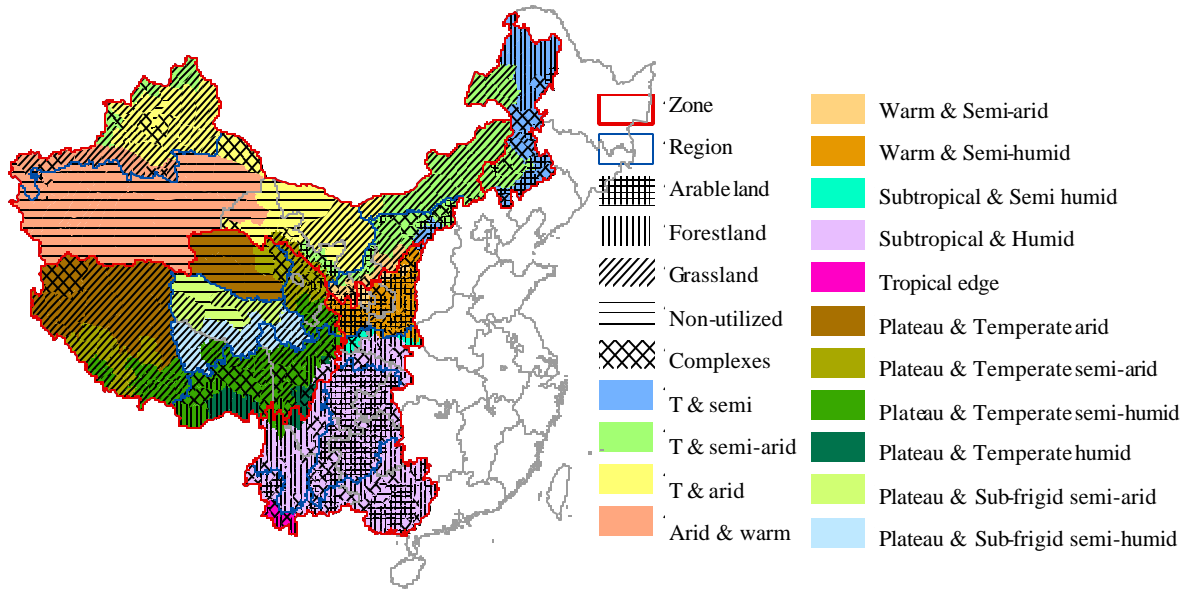 Zone
Region
Arable land
Forestland
Grassland
Non-utilized
Complexes
T & semi
T & semi-arid
T & arid
Arid & warm
Warm & Semi-arid
Warm & Semi-humid
Subtropical & Semi humid
Subtropical & Humid
Tropical edge
Plateau & Temperate arid
Plateau & Temperate semi-arid
Plateau & Temperate semi-humid
Plateau & Temperate humid
Plateau & Sub-frigid semi-arid
Plateau & Sub-frigid semi-humid